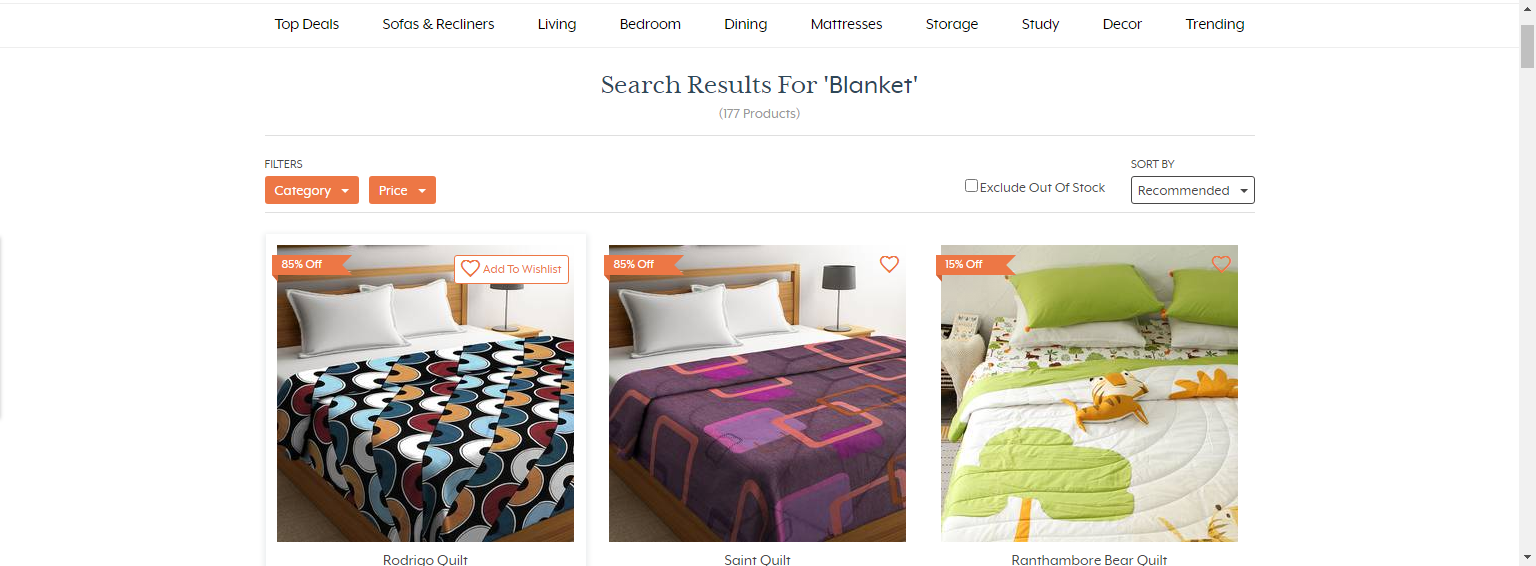 Top Deals Sofas & Recliners Living Bedroom Dining Mattresses Storage Study Decor Trending
Search Results For 'Blanket'
(177 Products)
FILTERS
SORT BY
Category Price
Exclude Out Of Stock
Recommended
85% Off
Add To Wishlist
85% Off
15% Off
Rodrigo Quilt
Saint Quilt
Ranthambore Bear Quilt